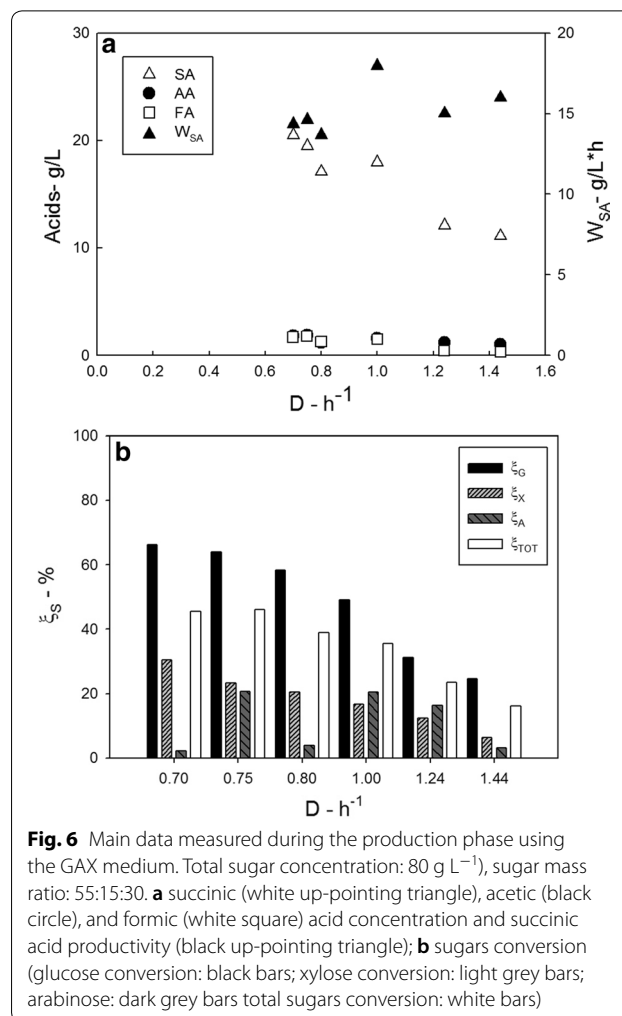 a
30
20
10
0
Acids- g/L
SA
AA
FA
W_SA
20
15
10
5
0
W_SA- g/L*h
0.0 0.2 0.4 0.6 0.8 1.0 1.2 1.4 1.6
D - h⁻¹
b
100
80
60
40
20
0
ξ_S - %
ξ_G
ξ_X
ξ_A
ξ_TOT
0.70 0.75 0.80 1.00 1.24 1.44
D - h⁻¹
Fig. 6 Main data measured during the production phase using
the GAX medium. Total sugar concentration: 80 g L⁻¹), sugar mass
ratio: 55:15:30. a succinic (white up-pointing triangle), acetic (black
circle), and formic (white square) acid concentration and succinic
acid productivity (black up-pointing triangle); b sugars conversion
(glucose conversion: black bars; xylose conversion: light grey bars;
arabinose: dark grey bars total sugars conversion: white bars)